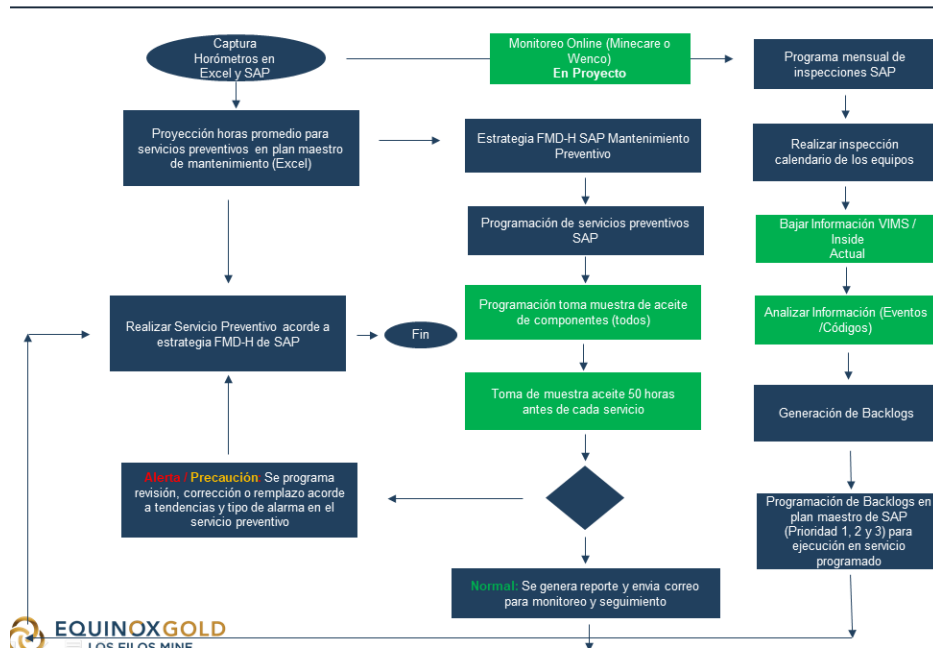 Captura
Horómetros en
Excel y SAP
Monitoreo Online (Minecare o
Wenco)
En Proyecto
Programa mensual de
inspecciones SAP
Proyección horas promedio para
servicios preventivos en plan maestro
de mantenimiento (Excel)
Estrategia FMD-H SAP Mantenimiento
Preventivo
Realizar inspección
calendario de los equipos
Programación de servicios preventivos
SAP
Bajar Información VIMS /
Inside
Actual
Programación toma muestra de aceite
de componentes (todos)
Analizar Información (Eventos
/Códigos)
Realizar Servicio Preventivo acorde a
estrategia FMD-H de SAP
Fin
Toma de muestra aceite 50 horas
antes de cada servicio
Generación de Backlogs
Alerta / Precaución: Se programa
revisión, corrección o remplazo acorde
a tendencias y tipo de alarma en el
servicio preventivo
Programación de Backlogs en
plan maestro de SAP
(Prioridad 1, 2 y 3) para
ejecución en servicio
programado
Normal: Se genera reporte y envia correo
para monitoreo y seguimiento
EQUINOXGOLD
LOS FILOS MINE